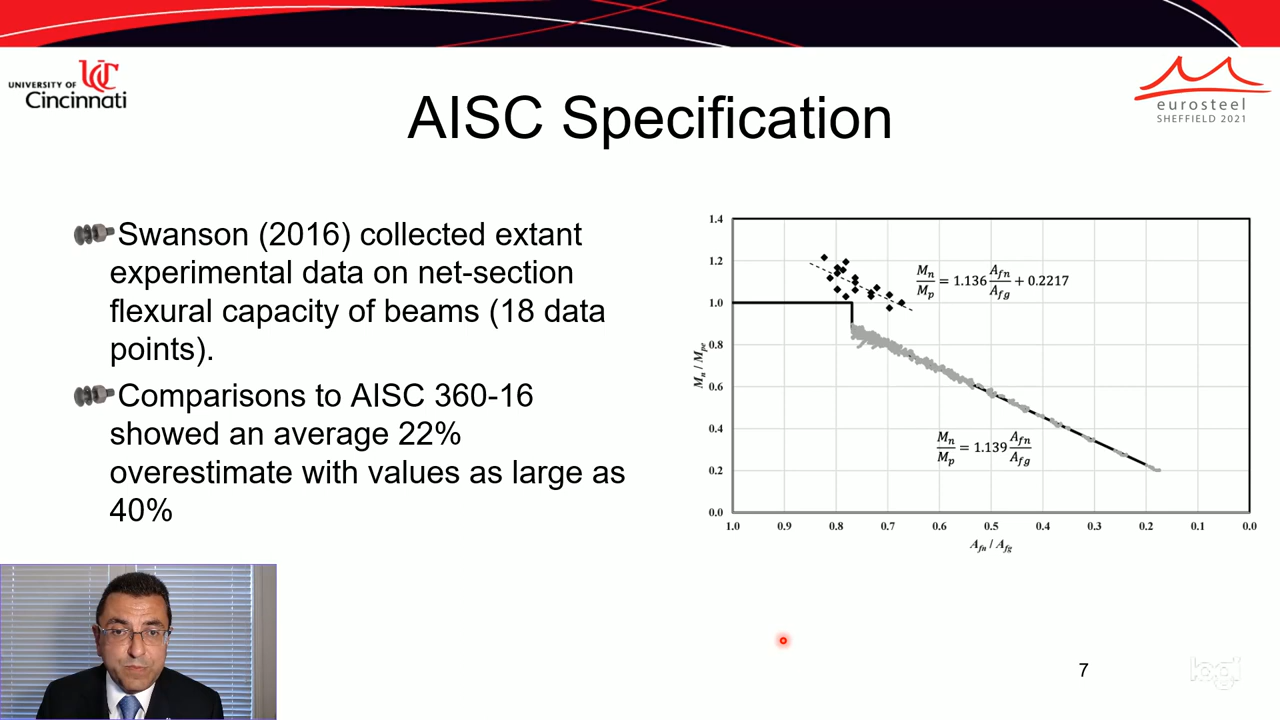 UNIVERSITY OF
Cincinnati
eurosteel
SHEFFIELD 2021
AISC Specification
Swanson (2016) collected extant
experimental data on net-section
flexural capacity of beams (18 data
points).
Comparisons to AISC 360-16
showed an average 22%
overestimate with values as large as
40%
1.4
1.2
1.0
0.8
0.6
0.4
0.2
0.0
Mn / Mpe
Mn/Mp = 1.136 Afn/Afg + 0.2217
Mn/Mp = 1.139 Afn/Afg
1.0 0.9 0.8 0.7 0.6 0.5 0.4 0.3 0.2 0.1 0.0
Afn / Afg
7
logi